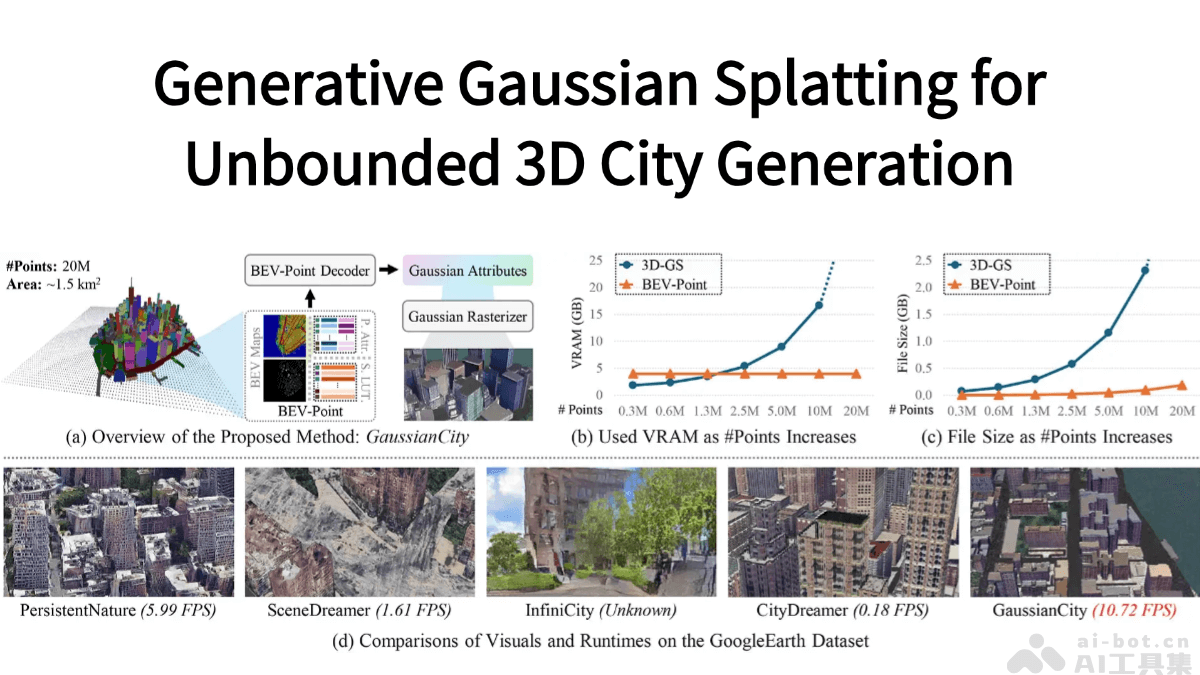 Generative Gaussian Splatting for
Unbounded 3D City Generation
#Points: 20M
Area: ~1.5 km²
BEV-Point Decoder
Gaussian Attributes
Gaussian Rasterizer
BEV Maps
P. Attr.
S. LUT.
BEV-Point
(a) Overview of the Proposed Method: GaussianCity
VRAM (GB)
25
20
15
10
5
0
3D-GS
BEV-Point
# Points
0.3M 0.6M 1.3M 2.5M 5.0M 10M 20M
(b) Used VRAM as #Points Increases
File Size (GB)
2.5
2.0
1.5
1.0
0.5
0.0
3D-GS
BEV-Point
# Points
0.3M 0.6M 1.3M 2.5M 5.0M 10M 20M
(c) File Size as #Points Increases
PersistentNature (5.99 FPS)
SceneDreamer (1.61 FPS)
InfiniCity (Unknown)
CityDreamer (0.18 FPS)
GaussianCity (10.72 FPS)
(d) Comparisons of Visuals and Runtimes on the GoogleEarth Dataset
ai-bot.cn
AI工具集